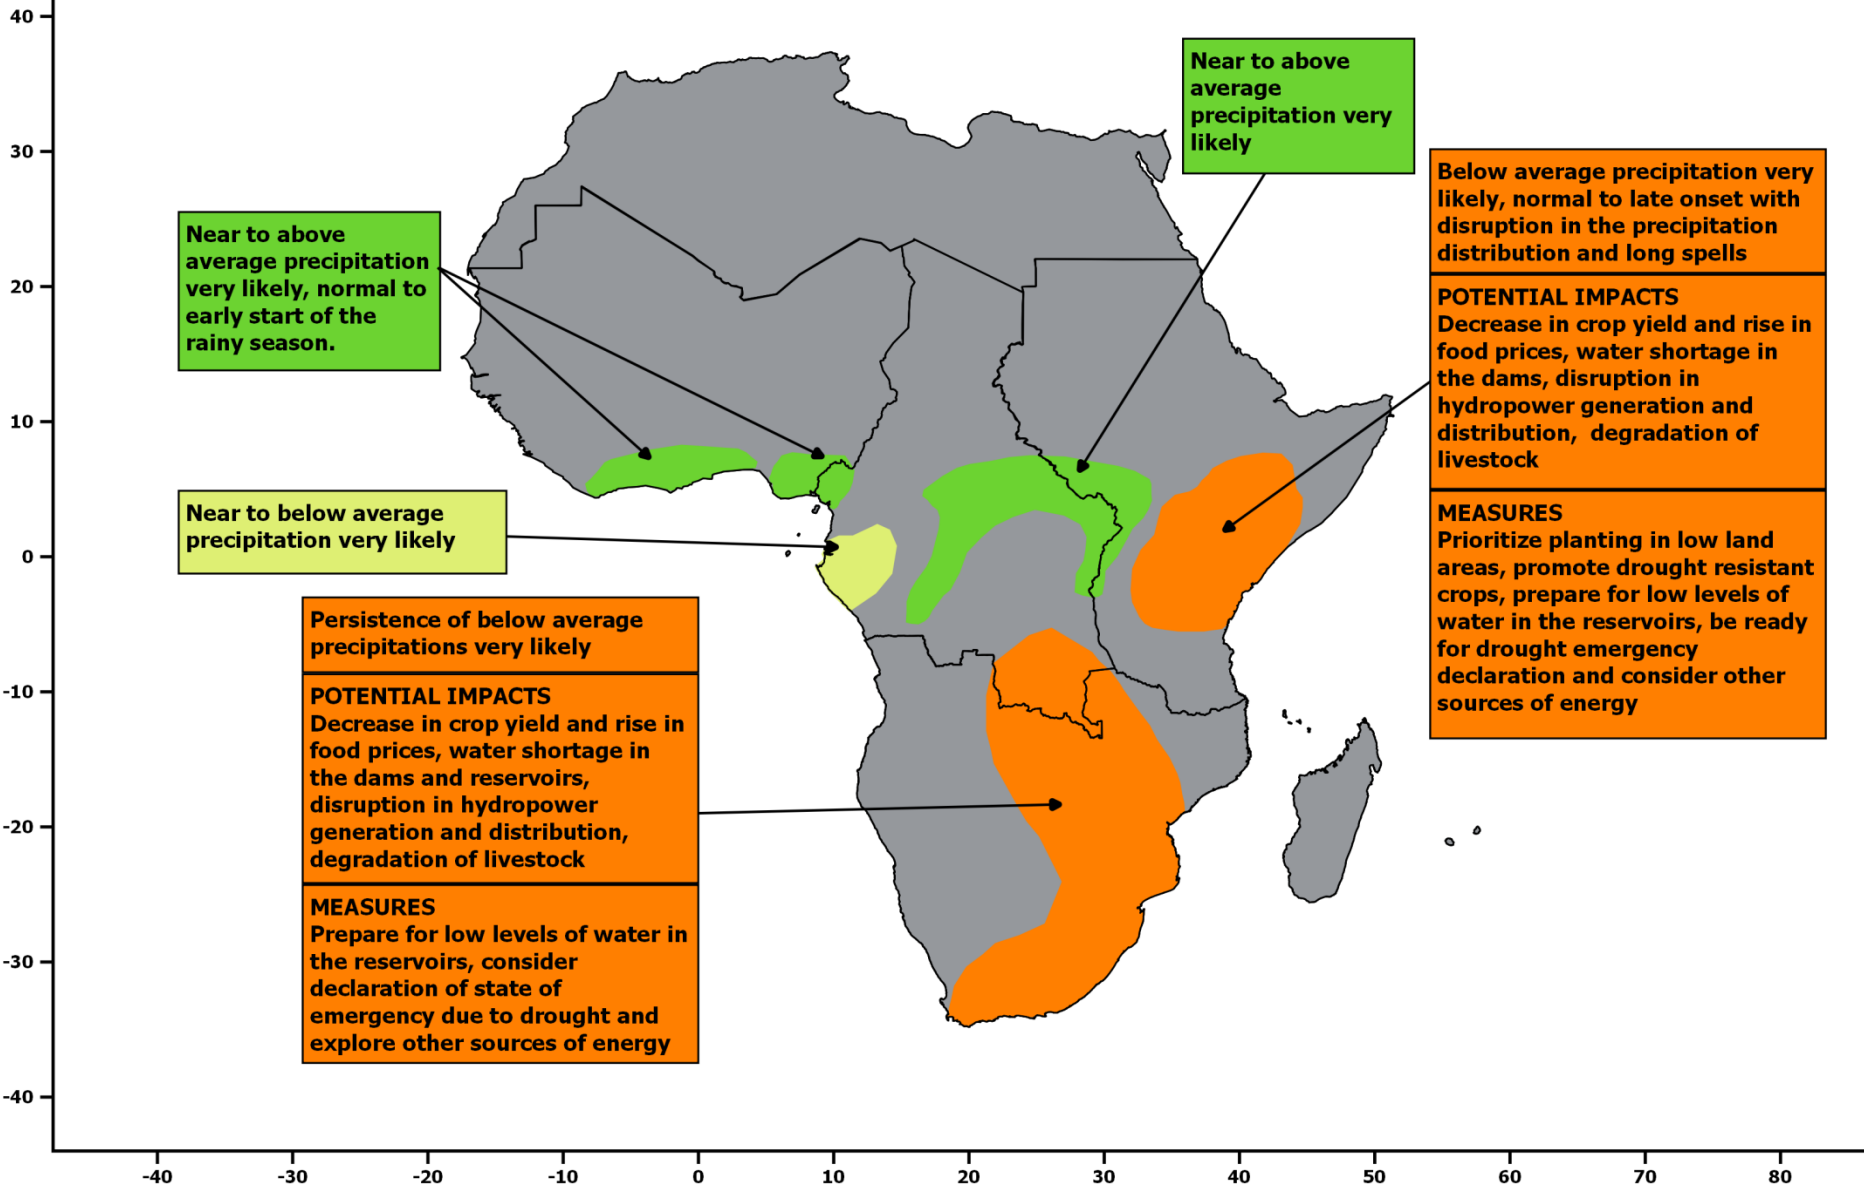 40
30
20
10
0
-10
-20
-30
-40
-40
-30
-20
-10
0
10
20
30
40
50
60
70
80
Near to above
average precipitation
very likely, normal to
early start of the
rainy season.
Near to below average
precipitation very likely
Persistence of below average
precipitations very likely
POTENTIAL IMPACTS
Decrease in crop yield and rise in
food prices, water shortage in
the dams and reservoirs,
disruption in hydropower
generation and distribution,
degradation of livestock
MEASURES
Prepare for low levels of water in
the reservoirs, consider
declaration of state of
emergency due to drought and
explore other sources of energy
Near to above
average
precipitation very
likely
Below average precipitation very
likely, normal to late onset with
disruption in the precipitation
distribution and long spells
POTENTIAL IMPACTS
Decrease in crop yield and rise in
food prices, water shortage in
the dams, disruption in
hydropower generation and
distribution,  degradation of
livestock
MEASURES
Prioritize planting in low land
areas, promote drought resistant
crops, prepare for low levels of
water in the reservoirs, be ready
for drought emergency
declaration and consider other
sources of energy